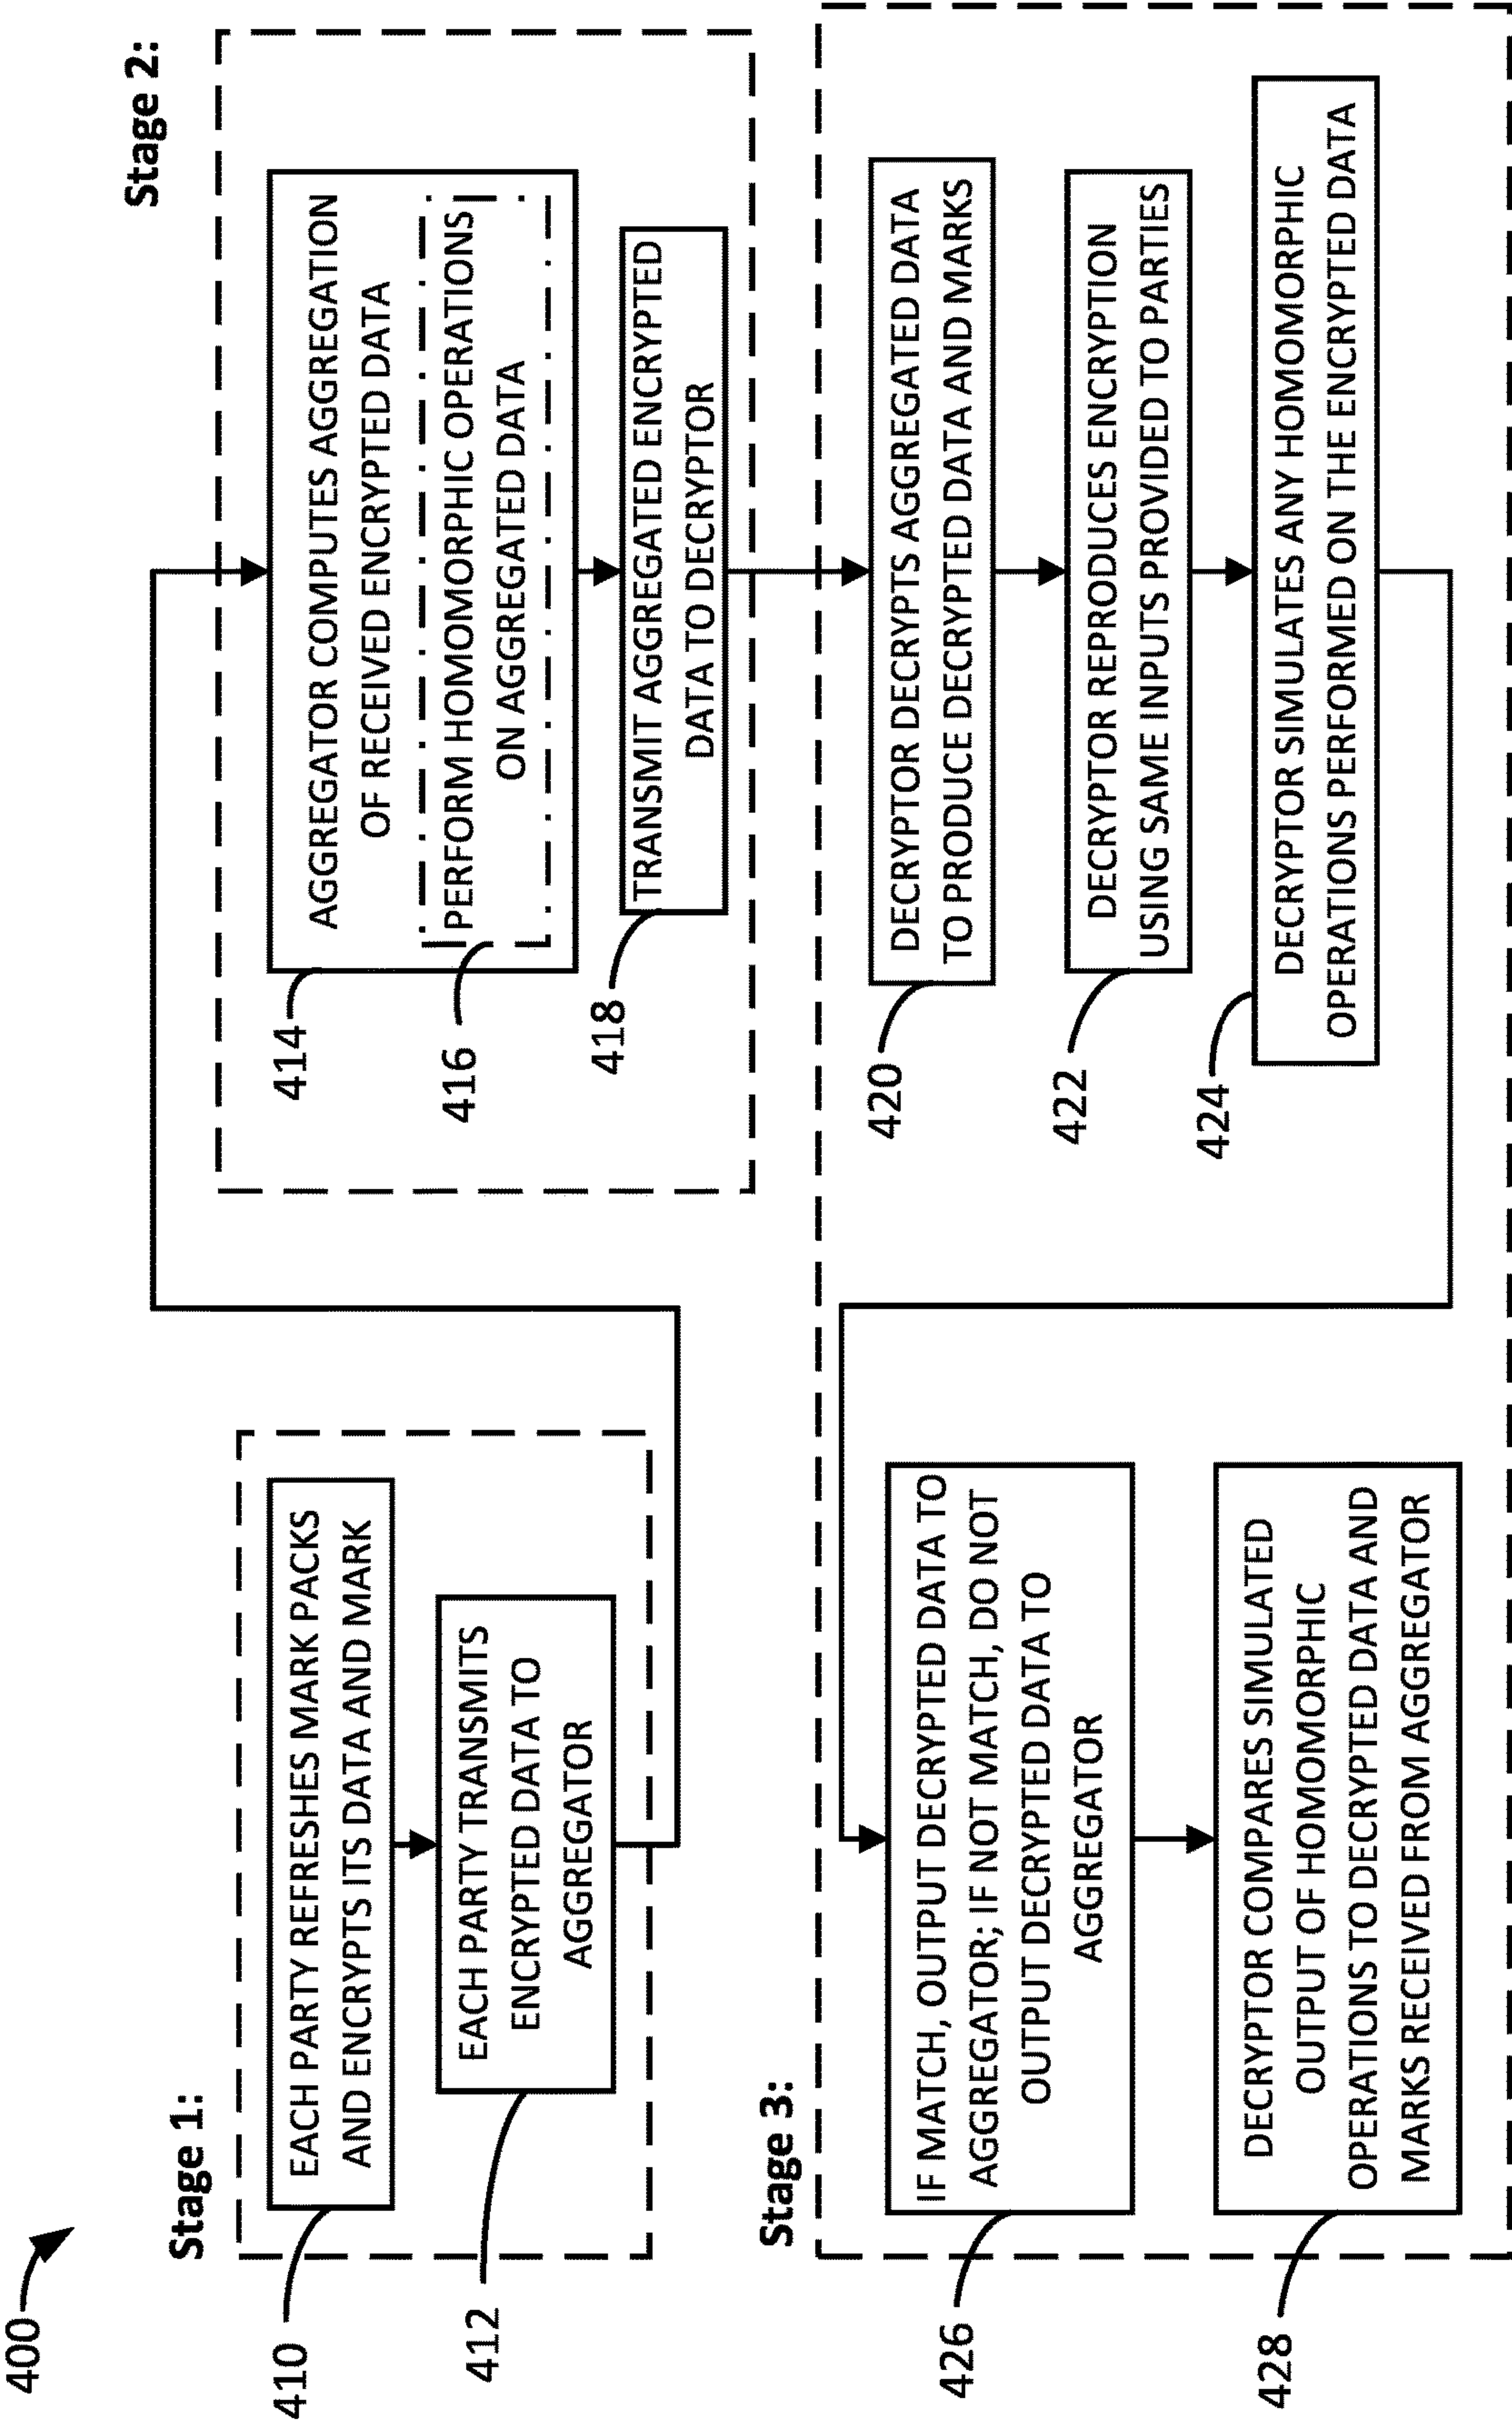 400
Stage 1:
410
EACH PARTY REFRESHES MARK PACKS
AND ENCRYPTS ITS DATA AND MARK
412
EACH PARTY TRANSMITS
ENCRYPTED DATA TO
AGGREGATOR
Stage 2:
414
AGGREGATOR COMPUTES AGGREGATION
OF RECEIVED ENCRYPTED DATA
416
PERFORM HOMOMORPHIC OPERATIONS
ON AGGREGATED DATA
418
TRANSMIT AGGREGATED ENCRYPTED
DATA TO DECRYPTOR
Stage 3:
420
DECRYPTOR DECRYPTS AGGREGATED DATA
TO PRODUCE DECRYPTED DATA AND MARKS
422
DECRYPTOR REPRODUCES ENCRYPTION
USING SAME INPUTS PROVIDED TO PARTIES
424
DECRYPTOR SIMULATES ANY HOMOMORPHIC
OPERATIONS PERFORMED ON THE ENCRYPTED DATA
426
IF MATCH, OUTPUT DECRYPTED DATA TO
AGGREGATOR; IF NOT MATCH, DO NOT
OUTPUT DECRYPTED DATA TO
AGGREGATOR
428
DECRYPTOR COMPARES SIMULATED
OUTPUT OF HOMOMORPHIC
OPERATIONS TO DECRYPTED DATA AND
MARKS RECEIVED FROM AGGREGATOR